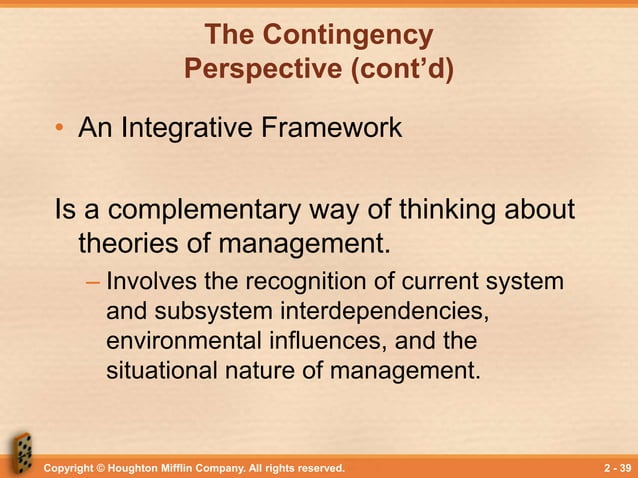 The Contingency
Perspective (cont’d)
• An Integrative Framework
Is a complementary way of thinking about
theories of management.
– Involves the recognition of current system
and subsystem interdependencies,
environmental influences, and the
situational nature of management.
Copyright © Houghton Mifflin Company. All rights reserved.
2 - 39